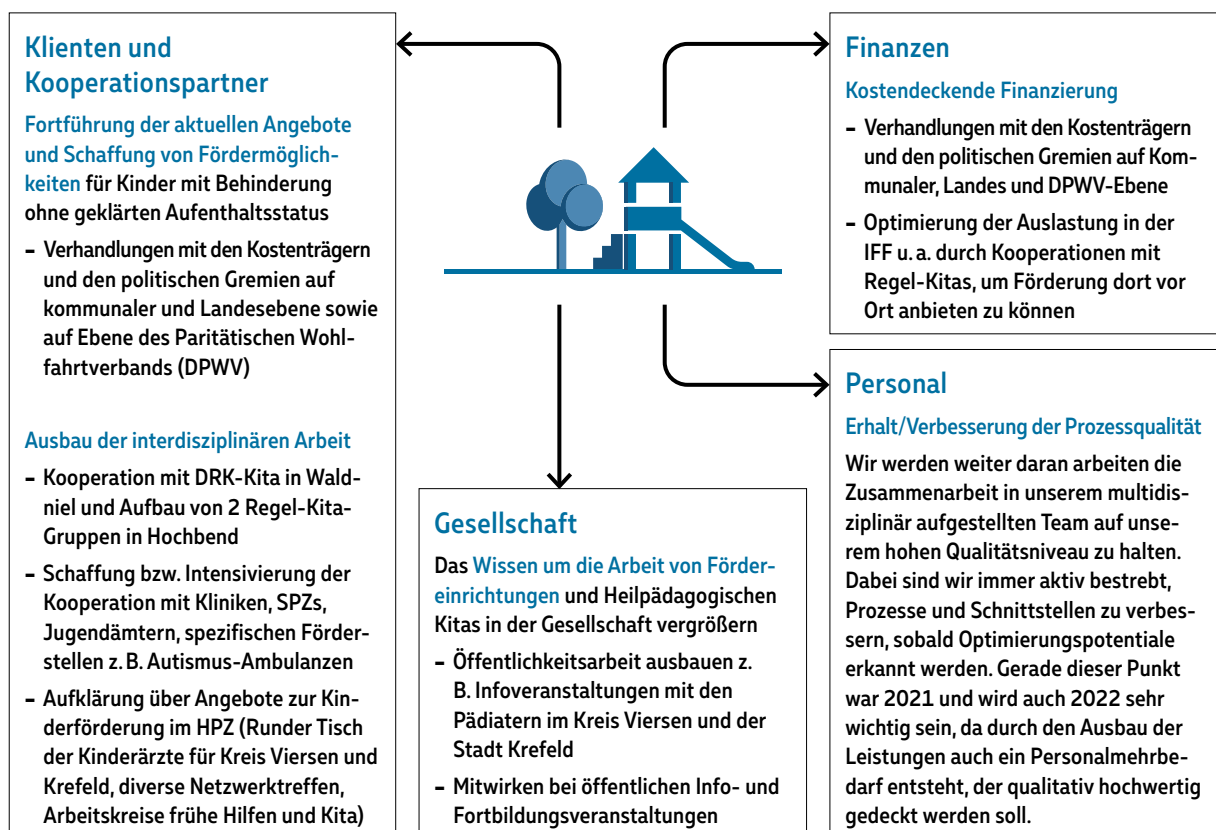 Klienten und
Kooperationspartner
Fortführung der aktuellen Angebote
und Schaffung von Fördermöglich-
keiten für Kinder mit Behinderung
ohne geklärten Aufenthaltsstatus
– Verhandlungen mit den Kostenträgern
und den politischen Gremien auf
kommunaler und Landesebene sowie
auf Ebene des Paritätischen Wohl-
fahrtverbands (DPWV)
Ausbau der interdisziplinären Arbeit
– Kooperation mit DRK-Kita in Wald-
niel und Aufbau von 2 Regel-Kita-
Gruppen in Hochbend
– Schaffung bzw. Intensivierung der
Kooperation mit Kliniken, SPZs,
Jugendämtern, spezifischen Förder-
stellen z. B. Autismus-Ambulanzen
– Aufklärung über Angebote zur Kin-
derförderung im HPZ (Runder Tisch
der Kinderärzte für Kreis Viersen und
Krefeld, diverse Netzwerktreffen,
Arbeitskreise frühe Hilfen und Kita)
Gesellschaft
Das Wissen um die Arbeit von Förder-
einrichtungen und Heilpädagogischen
Kitas in der Gesellschaft vergrößern
– Öffentlichkeitsarbeit ausbauen z.
B. Infoveranstaltungen mit den
Pädiatern im Kreis Viersen und der
Stadt Krefeld
– Mitwirken bei öffentlichen Info- und
Fortbildungsveranstaltungen
Finanzen
Kostendeckende Finanzierung
– Verhandlungen mit den Kostenträgern
und den politischen Gremien auf Kom-
munaler, Landes und DPWV-Ebene
– Optimierung der Auslastung in der
IFF u. a. durch Kooperationen mit
Regel-Kitas, um Förderung dort vor
Ort anbieten zu können
Personal
Erhalt/Verbesserung der Prozessqualität
Wir werden weiter daran arbeiten die
Zusammenarbeit in unserem multidis-
ziplinär aufgestellten Team auf unse-
rem hohen Qualitätsniveau zu halten.
Dabei sind wir immer aktiv bestrebt,
Prozesse und Schnittstellen zu verbes-
sern, sobald Optimierungspotentiale
erkannt werden. Gerade dieser Punkt
war 2021 und wird auch 2022 sehr
wichtig sein, da durch den Ausbau der
Leistungen auch ein Personalmehrbe-
darf entsteht, der qualitativ hochwertig
gedeckt werden soll.